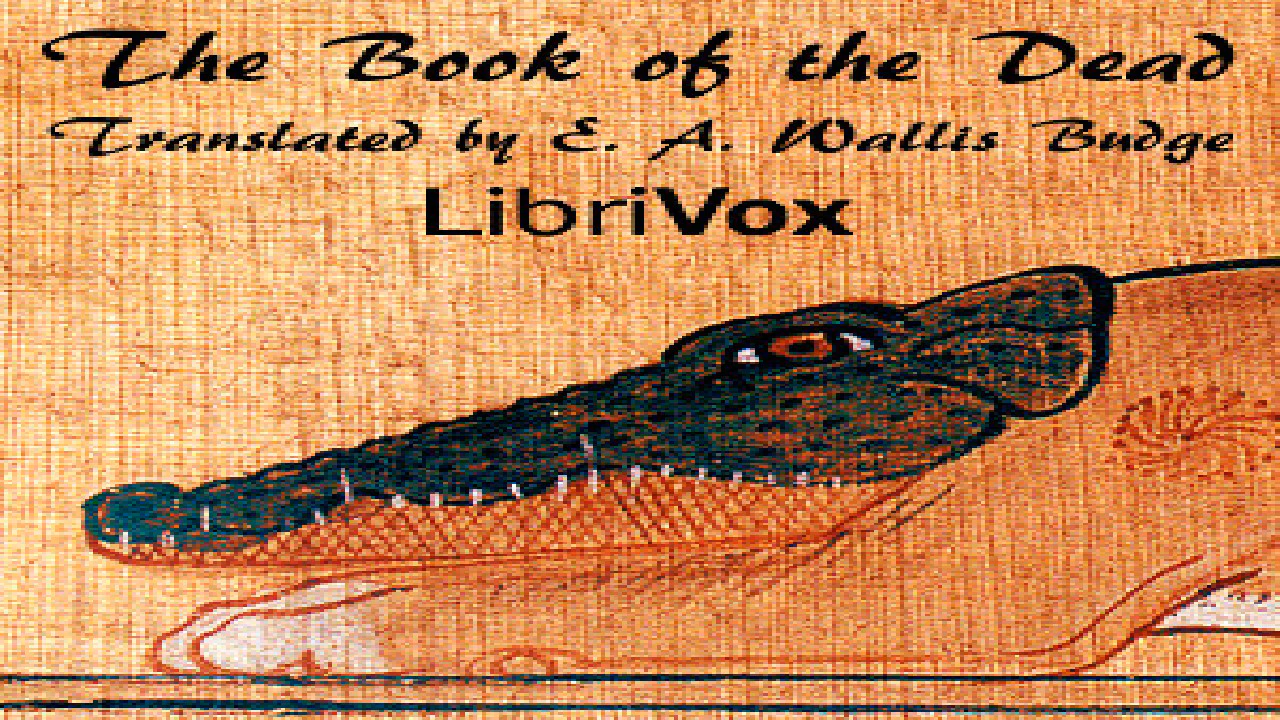 The Book of the Dead
Translated by E. A. Wallis Budge
LibriVox